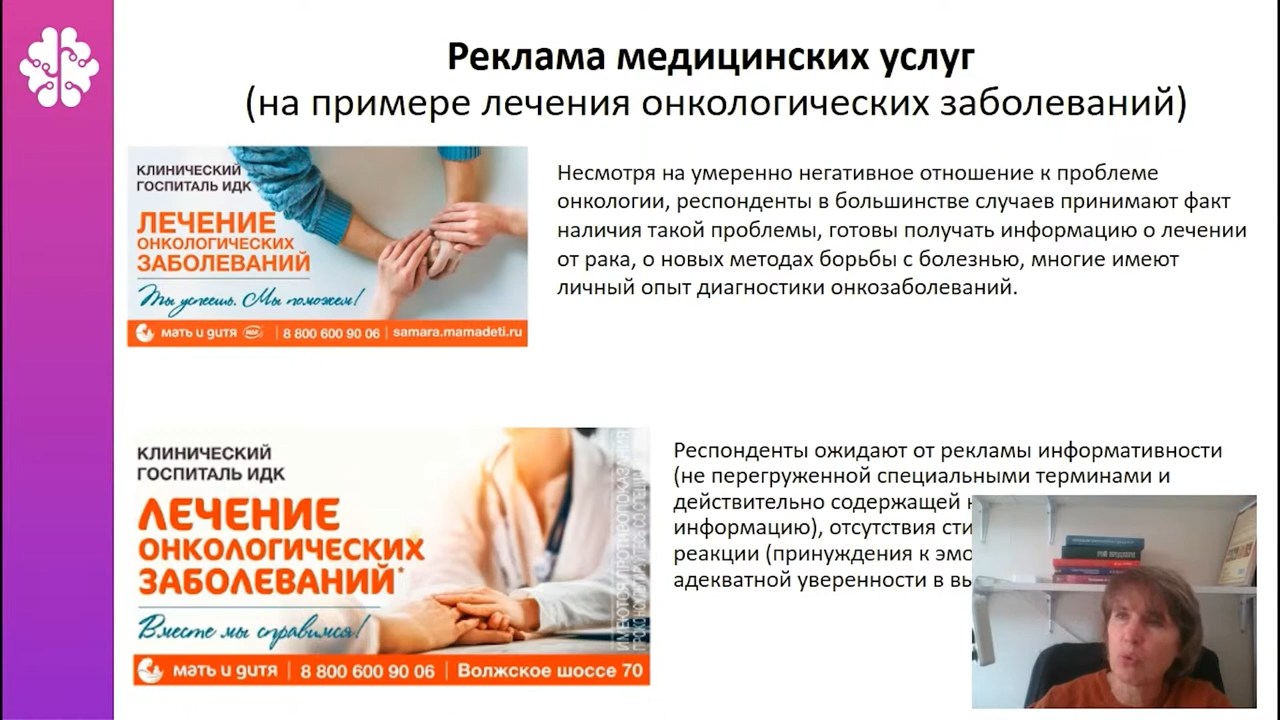 Реклама медицинских услуг
(на примере лечения онкологических заболеваний)
КЛИНИЧЕСКИЙ
ГОСПИТАЛЬ ИДК
ЛЕЧЕНИЕ
ОНКОЛОГИЧЕСКИХ
ЗАБОЛЕВАНИЙ
Ты успеешь. Мы поможем!
мать и дитя ИДК | 8 800 600 90 06 | samara.mamadeti.ru
Несмотря на умеренно негативное отношение к проблеме
онкологии, респонденты в большинстве случаев принимают факт
наличия такой проблемы, готовы получать информацию о лечении
от рака, о новых методах борьбы с болезнью, многие имеют
личный опыт диагностики онкозаболеваний.
КЛИНИЧЕСКИЙ
ГОСПИТАЛЬ ИДК
ЛЕЧЕНИЕ
ОНКОЛОГИЧЕСКИХ
ЗАБОЛЕВАНИЙ*
Вместе мы справимся!
мать и дитя | 8 800 600 90 06 | Волжское шоссе 70
ИМЕЮТСЯ ПРОТИВОПОКАЗАНИЯ
Респонденты ожидают от рекламы информативности
(не перегруженной специальными терминами и
действительно содержащей
информацию), отсутствия
реакции (принуждения к
адекватной уверенности в